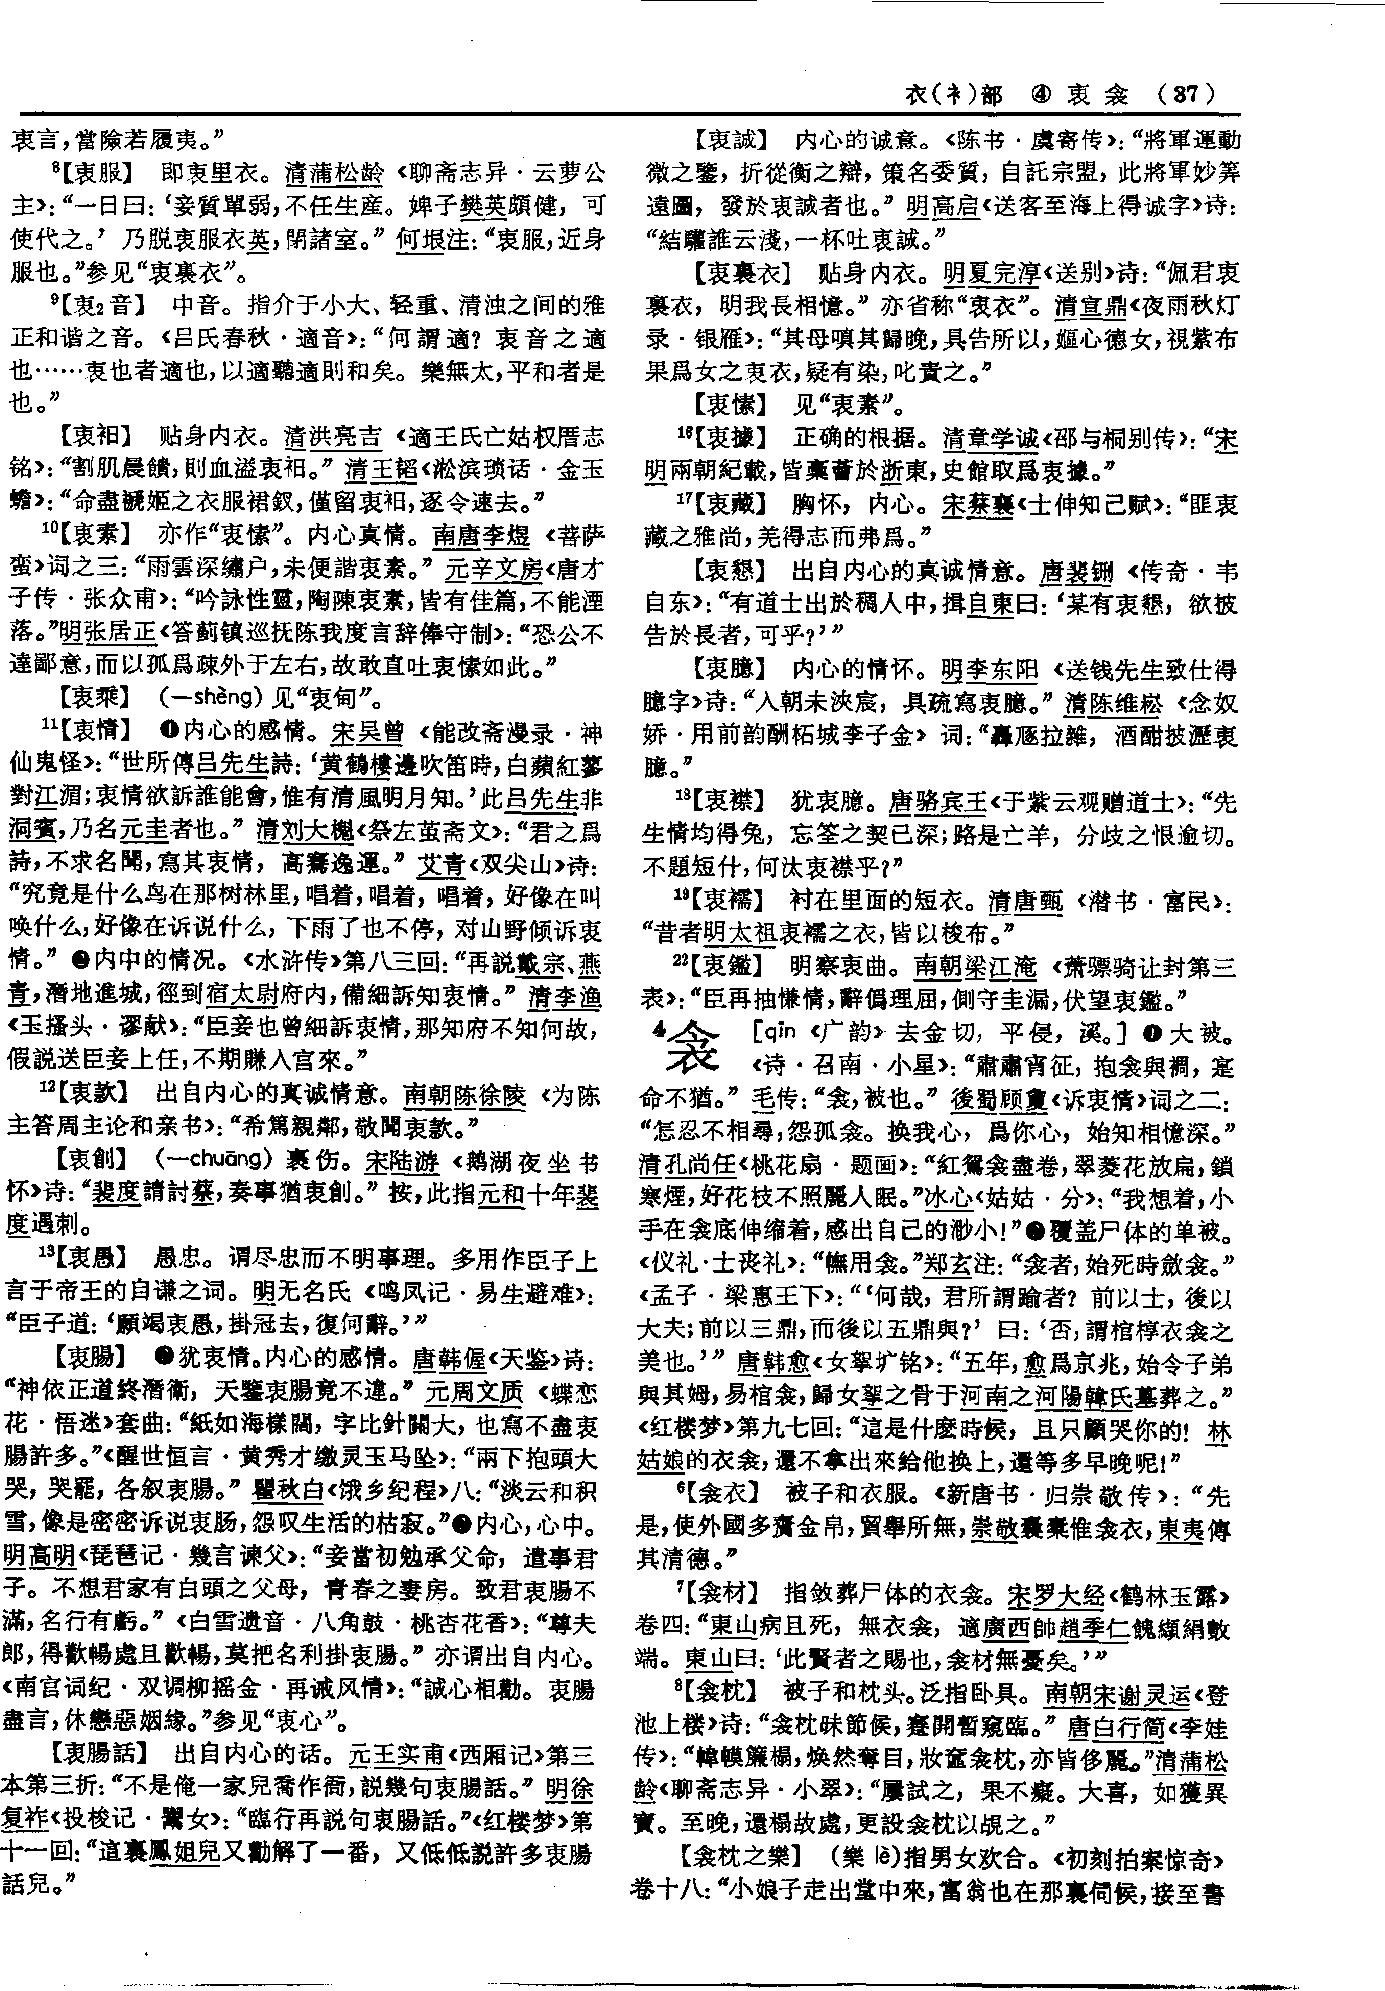 衣(衤)部 ④ 衷 衾 (37)
衷言，當險若履夷。”
⁸【衷服】 即衷里衣。清蒲松龄《聊斋志异·云萝公
主》：“一日曰：‘妾質單弱，不任生産。婢子樊英頗健，可
使代之。’乃脱衷服衣英，閉諸室。”何垠注：“衷服，近身
服也。”参见“衷裏衣”。
⁹【衷₂音】 中音。指介于小大、轻重、清浊之间的雅
正和谐之音。《吕氏春秋·適音》：“何謂適？衷音之適
也……衷也者適也，以適聽適則和矣。樂無太，平和者是
也。”
【衷衵】 贴身内衣。清洪亮吉《適王氏亡姑权厝志
铭》：“割肌晨饋，則血溢衷衵。”清王韬《淞滨琐话·金玉
蟾》：“命盡褫姬之衣服裙釵，僅留衷衵，逐令速去。”
¹⁰【衷素】 亦作“衷愫”。内心真情。南唐李煜《菩萨
蛮》词之三：“雨雲深繡户，未便諧衷素。”元辛文房《唐才
子传·张众甫》：“吟詠性靈，陶陳衷素，皆有佳篇，不能湮
落。”明张居正《答蓟镇巡抚陈我度言辞俸守制》：“恐公不
達鄙意，而以孤爲疎外于左右，故敢直吐衷愫如此。”
【衷乘】 (—shèng)见“衷甸”。
¹¹【衷情】 ❶内心的感情。宋吴曾《能改斋漫录·神
仙鬼怪》：“世所傳吕先生詩：‘黄鶴樓邊吹笛時，白蘋紅蓼
對江湄；衷情欲訴誰能會，惟有清風明月知。’此吕先生非
洞賓，乃名元圭者也。”清刘大櫆《祭左茧斋文》：“君之爲
詩，不求名聞，寫其衷情，高騫逸運。”艾青《双尖山》诗：
“究竟是什么鸟在那树林里，唱着，唱着，唱着，好像在叫
唤什么，好像在诉说什么，下雨了也不停，对山野倾诉衷
情。”❷内中的情况。《水浒传》第八三回：“再説戴宗、燕
青，潛地進城，徑到宿太尉府内，備細訴知衷情。”清李渔
《玉搔头·谬献》：“臣妾也曾細訴衷情，那知府不知何故，
假説送臣妾上任，不期賺入宫來。”
¹²【衷款】 出自内心的真诚情意。南朝陈徐陵《为陈
主答周主论和亲书》：“希篤親鄰，敬聞衷款。”
【衷創】 (—chuāng)裹伤。宋陆游《鹅湖夜坐书
怀》诗：“裴度請討蔡，奏事猶衷創。”按，此指元和十年裴
度遇刺。
¹³【衷愚】 愚忠。谓尽忠而不明事理。多用作臣子上
言于帝王的自谦之词。明无名氏《鸣凤记·易生避难》：
“臣子道：‘願竭衷愚，掛冠去，復何辭。’”
【衷腸】 ❶犹衷情。内心的感情。唐韩偓《天鉴》诗：
“神依正道終潛衛，天鑒衷腸竟不違。”元周文质《蝶恋
花·悟迷》套曲：“紙如海樣闊，字比針關大，也寫不盡衷
腸許多。”《醒世恒言·黄秀才徼灵玉马坠》：“兩下抱頭大
哭，哭罷，各叙衷腸。”瞿秋白《饿乡纪程》八：“淡云和积
雪，像是密密诉说衷肠，怨叹生活的枯寂。”❷内心，心中。
明高明《琵琶记·幾言谏父》：“妾當初勉承父命，遣事君
子。不想君家有白頭之父母，青春之妻房。致君衷腸不
滿，名行有虧。”《白雪遗音·八角鼓·桃杏花香》：“尊夫
郎，得歡暢處且歡暢，莫把名利掛衷腸。”亦谓出自内心。
《南宫词纪·双调柳摇金·再诫风情》：“誠心相勸。衷腸
盡言，休戀惡姻緣。”参见“衷心”。
【衷腸話】 出自内心的话。元王实甫《西厢记》第三
本第三折：“不是俺一家兒喬作衙，説幾句衷腸話。”明徐
复祚《投梭记·鬻女》：“臨行再説句衷腸話。”《红楼梦》第
十一回：“這裏鳳姐兒又勸解了一番，又低低説許多衷腸
話兒。”
【衷誠】 内心的诚意。《陈书·虞寄传》：“將軍運動
微之鑒，折從衡之辯，策名委質，自託宗盟，此將軍妙筭
遠圖，發於衷誠者也。”明高启《送客至海上得诚字》诗：
“結驩誰云淺，一杯吐衷誠。”
【衷裏衣】 贴身内衣。明夏完淳《送别》诗：“佩君衷
裏衣，明我長相憶。”亦省称“衷衣”。清宣鼎《夜雨秋灯
录·银雁》：“其母嗔其歸晚，具告所以，嫗心德女，視紫布
果爲女之衷衣，疑有染，叱責之。”
【衷愫】 见“衷素”。
¹⁶【衷據】 正确的根据。清章学诚《邵与桐别传》：“宋
明兩朝紀載，皆稾薈於浙東，史館取爲衷據。”
¹⁷【衷藏】 胸怀，内心。宋蔡襄《士伸知己赋》：“匪衷
藏之雅尚，羌得志而弗爲。”
【衷懇】 出自内心的真诚情意。唐裴铏《传奇·韦
自东》：“有道士出於稠人中，揖自東曰：‘某有衷懇，欲披
告於長者，可乎？’”
【衷臆】 内心的情怀。明李东阳《送钱先生致仕得
臆字》诗：“入朝未浹宸，具疏寫衷臆。”清陈维崧《念奴
娇·用前韵酬柘城李子金》词：“轟豗拉雜，酒酣披瀝衷
臆。”
¹⁸【衷襟】 犹衷臆。唐骆宾王《于紫云观赠道士》：“先
生情均得兔，忘筌之契已深；路是亡羊，分歧之恨逾切。
不題短什，何汰衷襟乎？”
¹⁹【衷襦】 衬在里面的短衣。清唐甄《潜书·富民》：
“昔者明太祖衷襦之衣，皆以梭布。”
²²【衷鑑】 明察衷曲。南朝梁江淹《萧骠骑让封第三
表》：“臣再抽慊情，辭僞理屈，側守圭漏，伏望衷鑑。”
⁴衾 [qīn《广韵》去金切，平侵，溪。]❶大被。
《诗·召南·小星》：“肅肅宵征，抱衾與裯，寔
命不猶。”毛传：“衾，被也。”後蜀顾夐《诉衷情》词之二：
“怎忍不相尋；怨孤衾。换我心，爲你心，始知相憶深。”
清孔尚任《桃花扇·题画》：“紅鴛衾盡卷，翠菱花放扁，鎖
寒煙，好花枝不照麗人眠。”冰心《姑姑·分》：“我想着，小
手在衾底伸缩着，感出自己的渺小！”❷覆盖尸体的单被。
《仪礼·士丧礼》：“幠用衾。”郑玄注：“衾者，始死時斂衾。”
《孟子·梁惠王下》：“‘何哉，君所謂踰者？前以士，後以
大夫；前以三鼎，而後以五鼎與？’曰：‘否，謂棺椁衣衾之
美也。’”唐韩愈《女挐圹铭》：“五年，愈爲京兆，始令子弟
與其姆，易棺衾，歸女挐之骨于河南之河陽韓氏墓葬之。”
《红楼梦》第九七回：“這是什麽時候，且只顧哭你的！林
姑娘的衣衾，還不拿出來給他换上，還等多早晚呢！”
⁶【衾衣】 被子和衣服。《新唐书·归崇敬传》：“先
是，使外國多齎金帛，貿舉所無，崇敬囊橐惟衾衣，東夷傳
其清德。”
⁷【衾材】 指敛葬尸体的衣衾。宋罗大经《鹤林玉露》
卷四：“東山病且死，無衣衾，適廣西帥趙季仁餽纈絹數
端。東山曰：‘此賢者之賜也，衾材無憂矣。’”
⁸【衾枕】 被子和枕头。泛指卧具。南朝宋谢灵运《登
池上楼》诗：“衾枕昧節候，褰開暫窺臨。”唐白行简《李娃
传》：“幃幙簾榻，焕然奪目，妝奩衾枕，亦皆侈麗。”清蒲松
龄《聊斋志异·小翠》：“屢試之，果不癡。大喜，如獲異
寳。至晚，還榻故處，更設衾枕以覘之。”
【衾枕之樂】 (樂 lè)指男女欢合。《初刻拍案惊奇》
卷十八：“小娘子走出堂中來，富翁也在那裏伺候，接至書